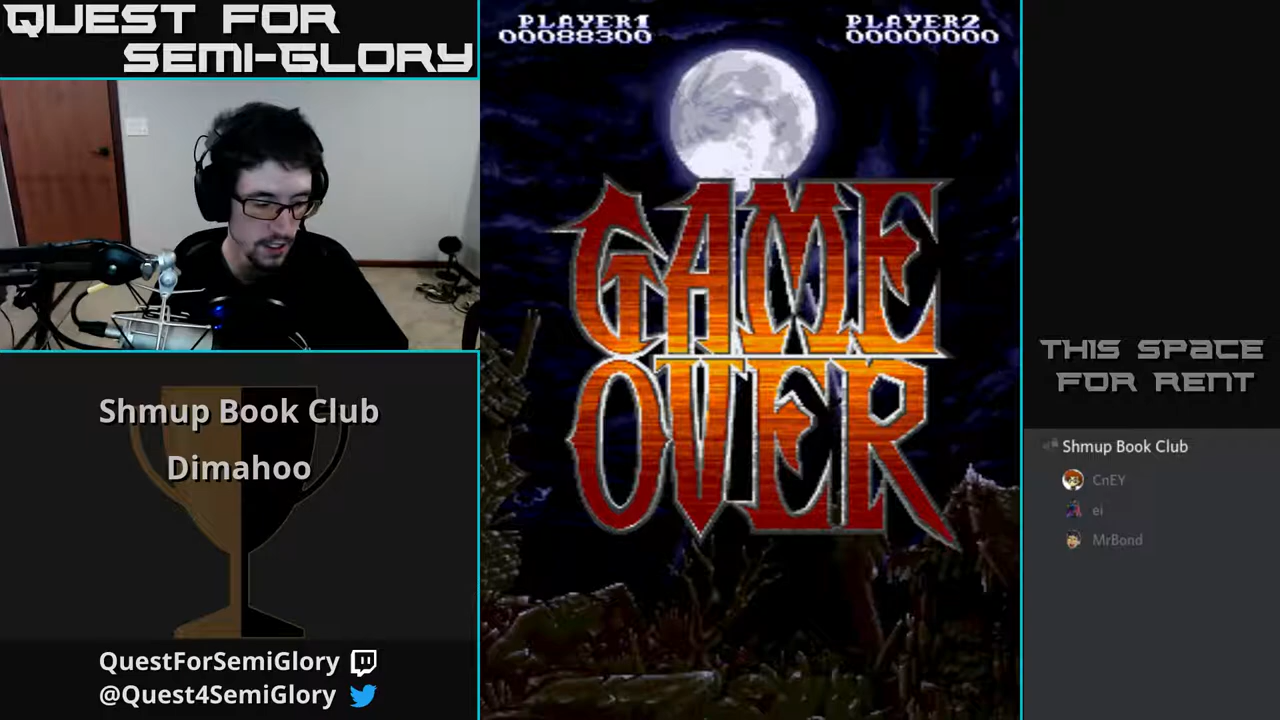 QUEST FOR
SEMI-GLORY
PLAYER1
00088300
PLAYER2
00000000
GAME
OVER
Shmup Book Club
Dimahoo
QuestForSemiGlory
@Quest4SemiGlory
THIS SPACE
FOR RENT
Shmup Book Club
CnEY
ei
MrBond